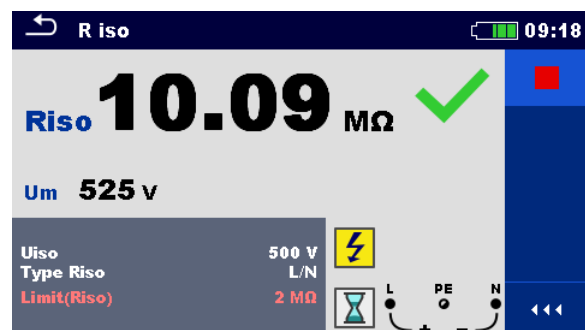 R iso 09:18
Riso 10.09 MΩ
Um 525 V
Uiso 500 V
Type Riso L/N
Limit(Riso) 2 MΩ
L PE N
+ -